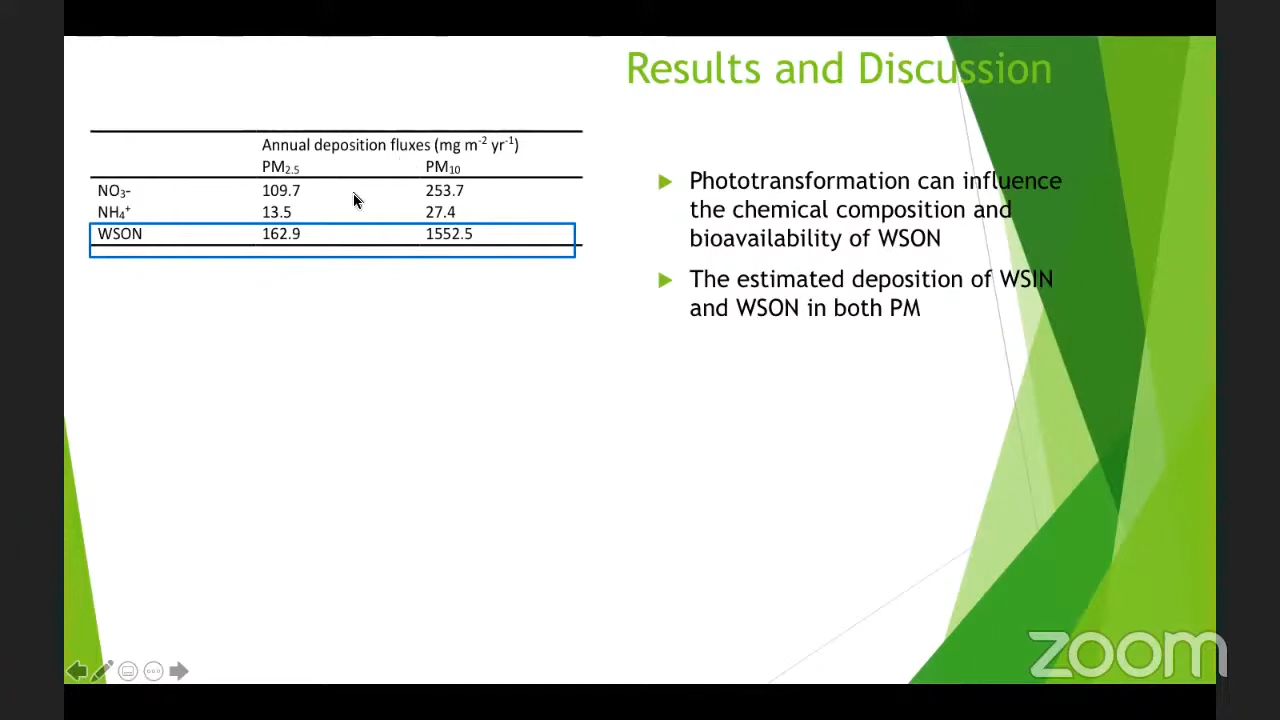 Results and Discussion
Annual deposition fluxes (mg m⁻² yr⁻¹)
PM₂.₅ PM₁₀
NO₃- 109.7 253.7
NH₄⁺ 13.5 27.4
WSON 162.9 1552.5
Phototransformation can influence
the chemical composition and
bioavailability of WSON
The estimated deposition of WSIN
and WSON in both PM
zoom